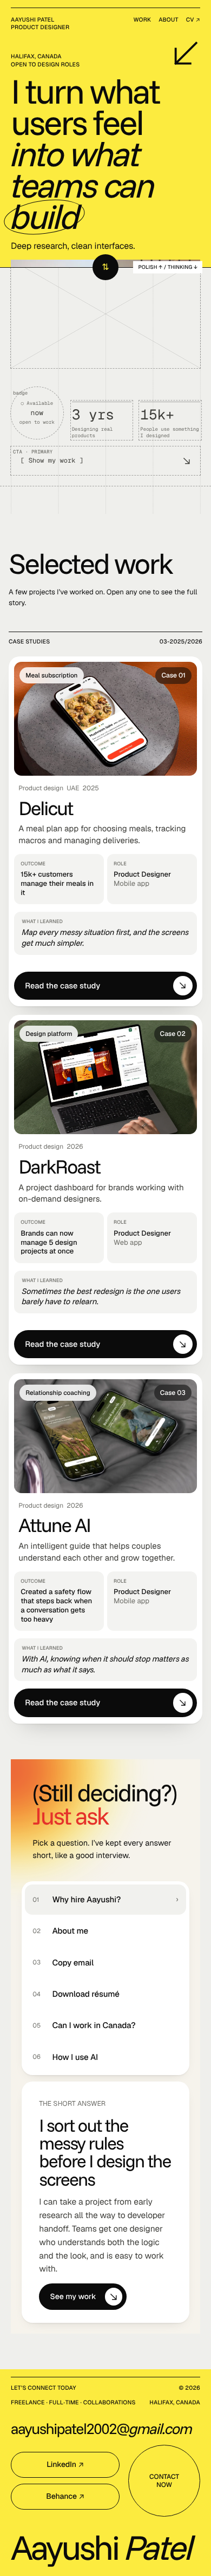 AAYUSHI PATEL
PRODUCT DESIGNER
WORK ABOUT CV ↗
HALIFAX, CANADA
OPEN TO DESIGN ROLES
I turn what
users feel
into what
teams can
build
Deep research, clean interfaces.
POLISH ↑ / THINKING ↓
badge
○ Available
now
open to work
3 yrs
Designing real
products
15k+
People use something
I designed
CTA · PRIMARY
[ Show my work ]
Selected work
A few projects I've worked on. Open any one to see the full
story.
CASE STUDIES
03-2025/2026
Meal subscription
Case 01
Product design UAE 2025
Delicut
A meal plan app for choosing meals, tracking
macros and managing deliveries.
OUTCOME
15k+ customers
manage their meals in
it
ROLE
Product Designer
Mobile app
WHAT I LEARNED
Map every messy situation first, and the screens
get much simpler.
Read the case study
Design platform
Case 02
Product design 2026
DarkRoast
A project dashboard for brands working with
on-demand designers.
OUTCOME
Brands can now
manage 5 design
projects at once
ROLE
Product Designer
Web app
WHAT I LEARNED
Sometimes the best redesign is the one users
barely have to relearn.
Read the case study
Relationship coaching
Case 03
Product design 2026
Attune AI
An intelligent guide that helps couples
understand each other and grow together.
OUTCOME
Created a safety flow
that steps back when
a conversation gets
too heavy
ROLE
Product Designer
Mobile app
WHAT I LEARNED
With AI, knowing when it should stop matters as
much as what it says.
Read the case study
(Still deciding?)
Just ask
Pick a question. I've kept every answer
short, like a good interview.
01 Why hire Aayushi? ›
02 About me
03 Copy email
04 Download résumé
05 Can I work in Canada?
06 How I use AI
THE SHORT ANSWER
I sort out the
messy rules
before I design the
screens
I can take a project from early
research all the way to developer
handoff. Teams get one designer
who understands both the logic
and the look, and is easy to work
with.
See my work
LET'S CONNECT TODAY
© 2026
FREELANCE · FULL-TIME · COLLABORATIONS
HALIFAX, CANADA
aayushipatel2002@gmail.com
LinkedIn ↗
Behance ↗
CONTACT
NOW
Aayushi Patel